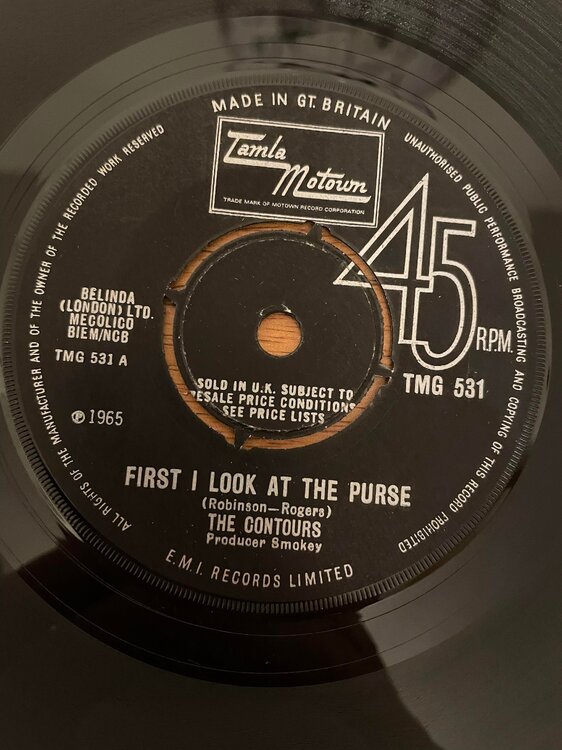 MADE IN GT. BRITAIN
Tamla
Motown
TRADE MARK OF MOTOWN RECORD CORPORATION
45
R.P.M.
TMG 531
BELINDA
(LONDON) LTD.
MECOLICO
BIEM/NCB
TMG 531 A
℗ 1965
SOLD IN U.K. SUBJECT TO
RESALE PRICE CONDITIONS
SEE PRICE LISTS
FIRST I LOOK AT THE PURSE
(Robinson—Rogers)
THE CONTOURS
Producer Smokey
E.M.I. RECORDS LIMITED
ALL RIGHTS OF THE MANUFACTURER AND OF THE OWNER OF THE RECORDED WORK RESERVED
UNAUTHORISED PUBLIC PERFORMANCE BROADCASTING AND COPYING OF THIS RECORD PROHIBITED